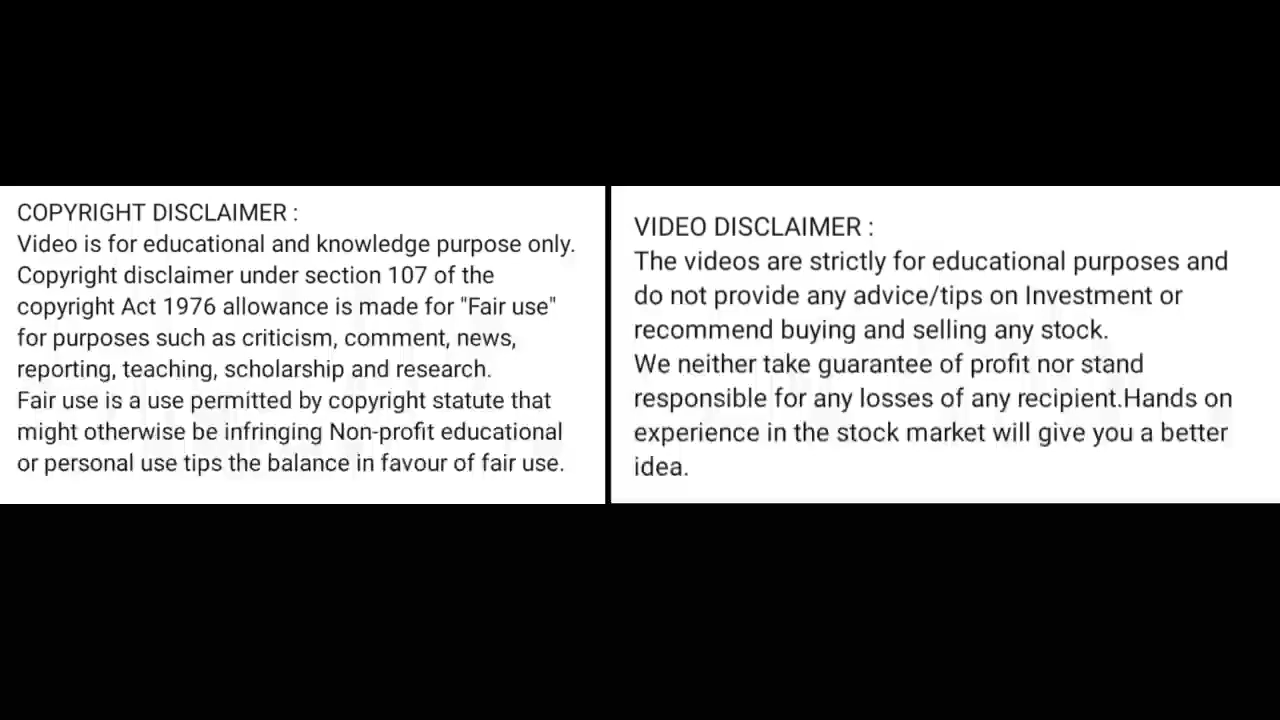 COPYRIGHT DISCLAIMER :
Video is for educational and knowledge purpose only.
Copyright disclaimer under section 107 of the
copyright Act 1976 allowance is made for "Fair use"
for purposes such as criticism, comment, news,
reporting, teaching, scholarship and research.
Fair use is a use permitted by copyright statute that
might otherwise be infringing Non-profit educational
or personal use tips the balance in favour of fair use.
VIDEO DISCLAIMER :
The videos are strictly for educational purposes and
do not provide any advice/tips on Investment or
recommend buying and selling any stock.
We neither take guarantee of profit nor stand
responsible for any losses of any recipient.Hands on
experience in the stock market will give you a better
idea.